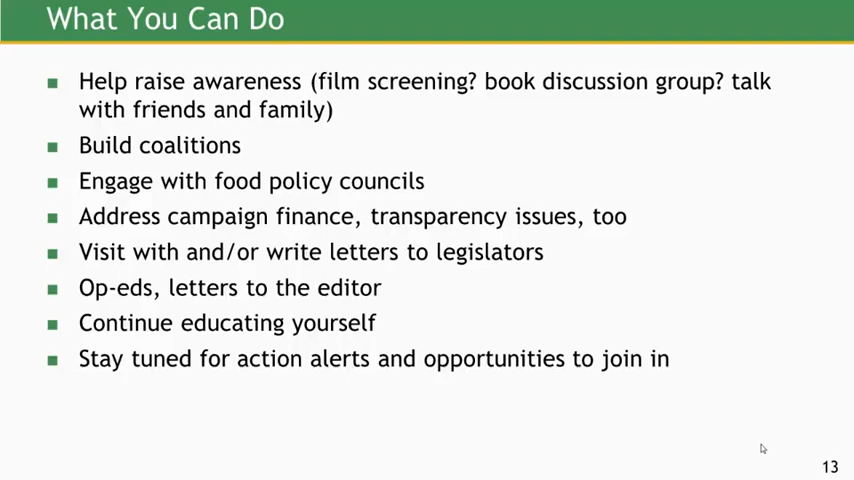 What You Can Do
Help raise awareness (film screening? book discussion group? talk
with friends and family)
Build coalitions
Engage with food policy councils
Address campaign finance, transparency issues, too
Visit with and/or write letters to legislators
Op-eds, letters to the editor
Continue educating yourself
Stay tuned for action alerts and opportunities to join in
13